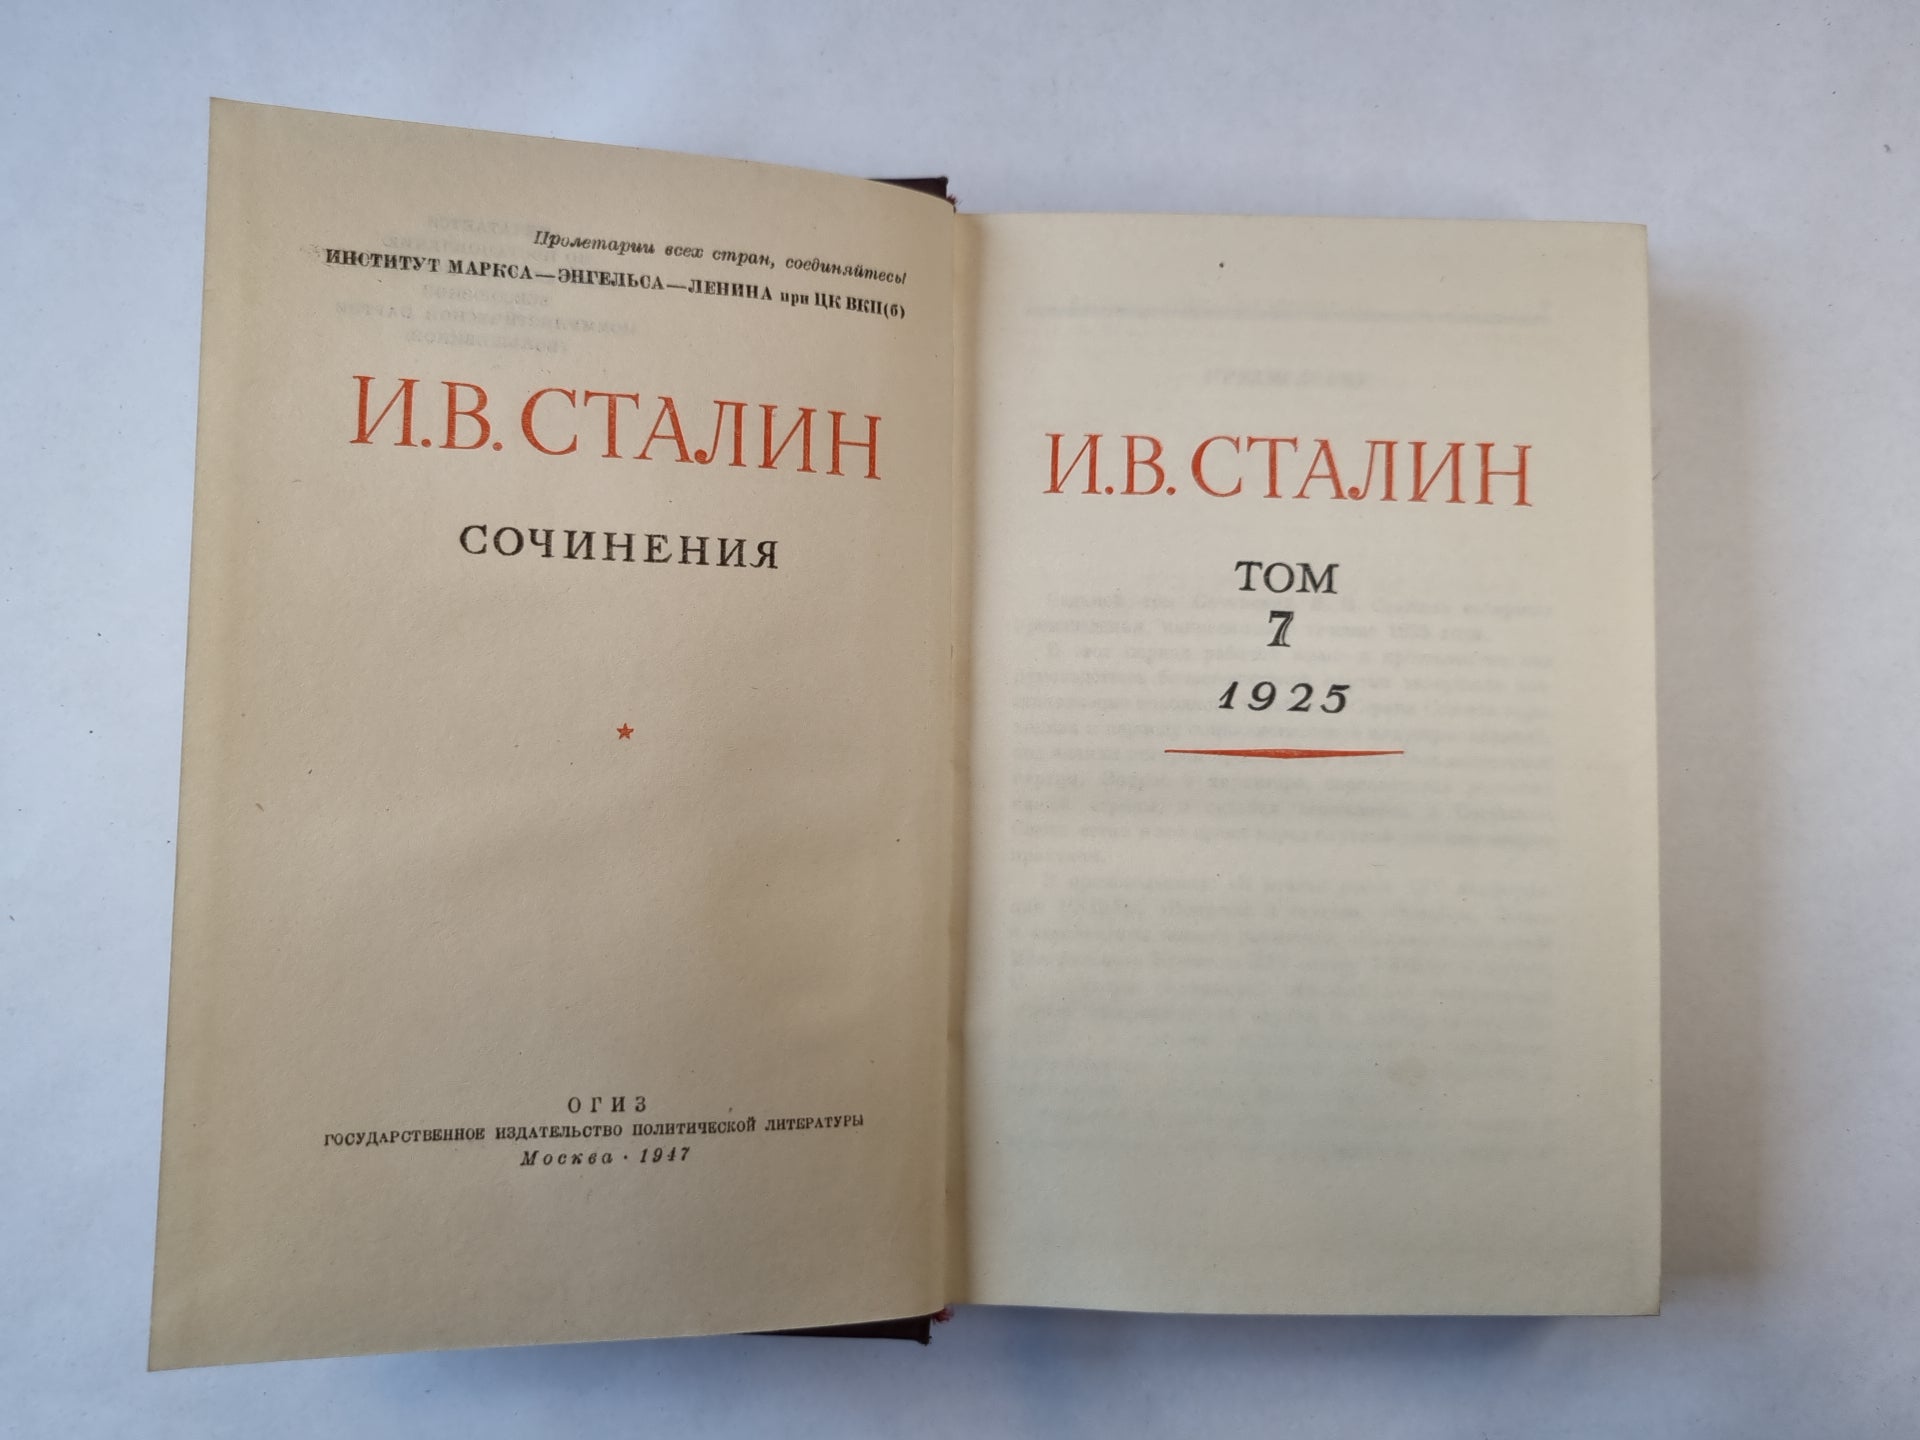 Пролетарии всех стран, соединяйтесь!
ИНСТИТУТ МАРКСА—ЭНГЕЛЬСА—ЛЕНИНА при ЦК ВКП(б)
И.В.СТАЛИН
СОЧИНЕНИЯ
ОГИЗ
ГОСУДАРСТВЕННОЕ ИЗДАТЕЛЬСТВО ПОЛИТИЧЕСКОЙ ЛИТЕРАТУРЫ
Москва · 1947
И.В.СТАЛИН
ТОМ
7
1925